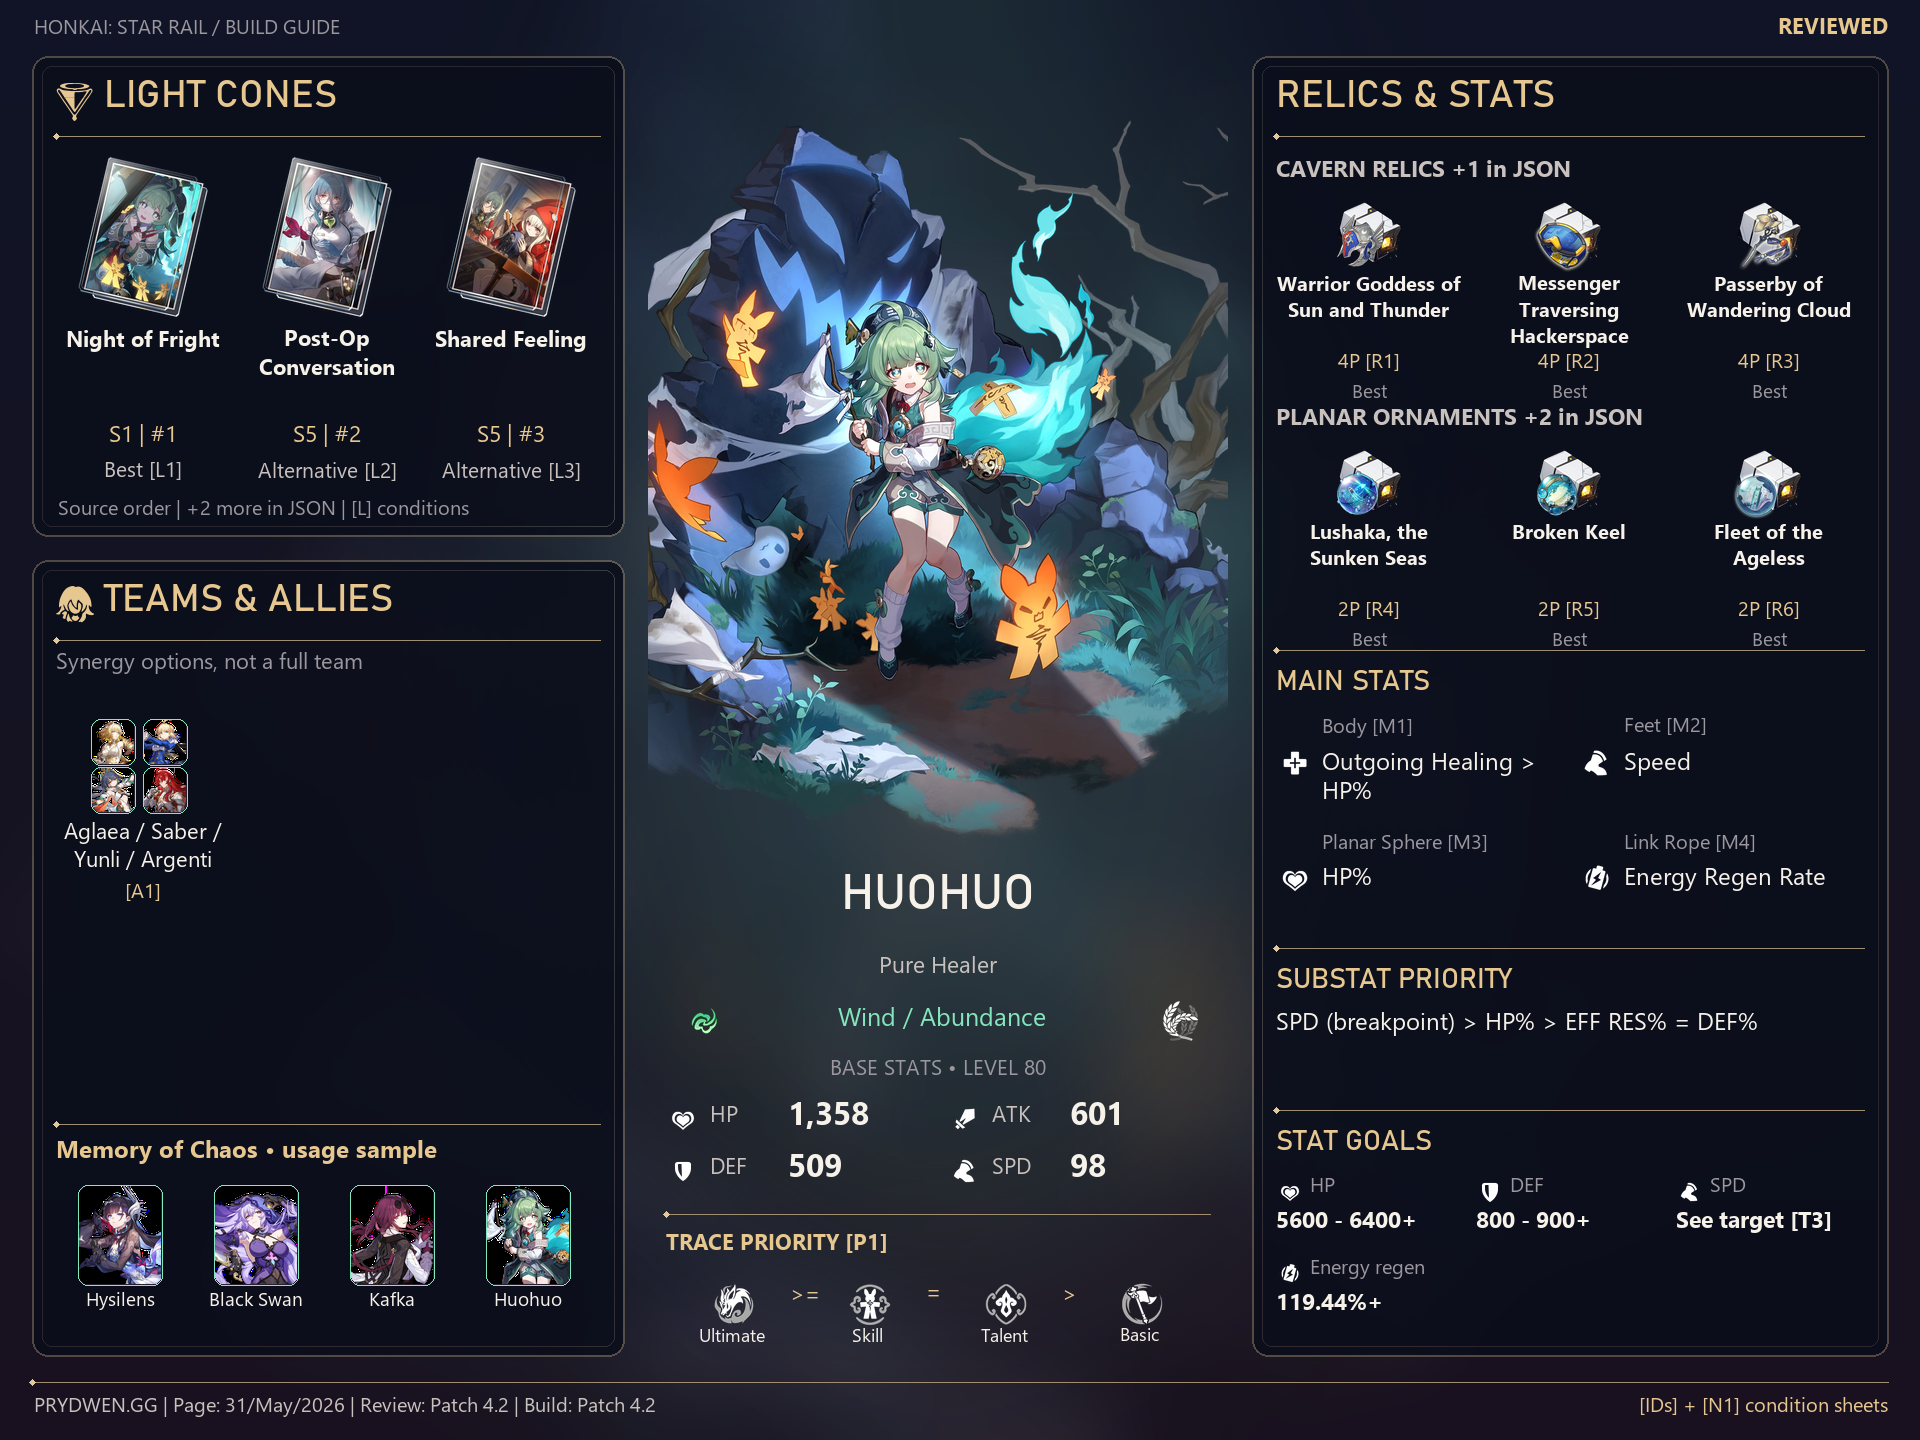 HONKAI: STAR RAIL / BUILD GUIDE
REVIEWED
LIGHT CONES
Night of Fright
Post-Op
Conversation
Shared Feeling
S1 | #1
S5 | #2
S5 | #3
Best [L1]
Alternative [L2]
Alternative [L3]
Source order | +2 more in JSON | [L] conditions
TEAMS & ALLIES
Synergy options, not a full team
Aglaea / Saber /
Yunli / Argenti
[A1]
Memory of Chaos • usage sample
Hysilens
Black Swan
Kafka
Huohuo
HUOHUO
Pure Healer
Wind / Abundance
BASE STATS • LEVEL 80
HP 1,358
ATK 601
DEF 509
SPD 98
TRACE PRIORITY [P1]
>= = >
Ultimate
Skill
Talent
Basic
RELICS & STATS
CAVERN RELICS +1 in JSON
Warrior Goddess of
Sun and Thunder
Messenger
Traversing
Hackerspace
Passerby of
Wandering Cloud
4P [R1]
4P [R2]
4P [R3]
Best
Best
Best
PLANAR ORNAMENTS +2 in JSON
Lushaka, the
Sunken Seas
Broken Keel
Fleet of the
Ageless
2P [R4]
2P [R5]
2P [R6]
Best
Best
Best
MAIN STATS
Body [M1]
Outgoing Healing >
HP%
Feet [M2]
Speed
Planar Sphere [M3]
HP%
Link Rope [M4]
Energy Regen Rate
SUBSTAT PRIORITY
SPD (breakpoint) > HP% > EFF RES% = DEF%
STAT GOALS
HP
5600 - 6400+
DEF
800 - 900+
SPD
See target [T3]
Energy regen
119.44%+
PRYDWEN.GG | Page: 31/May/2026 | Review: Patch 4.2 | Build: Patch 4.2
[IDs] + [N1] condition sheets